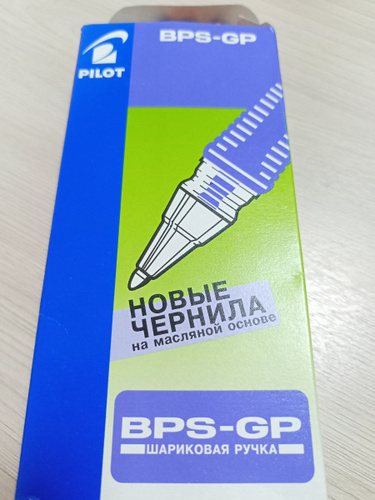 PILOT
BPS-GP
НОВЫЕ
ЧЕРНИЛА
на масляной основе
BPS-GP
ШАРИКОВАЯ РУЧКА